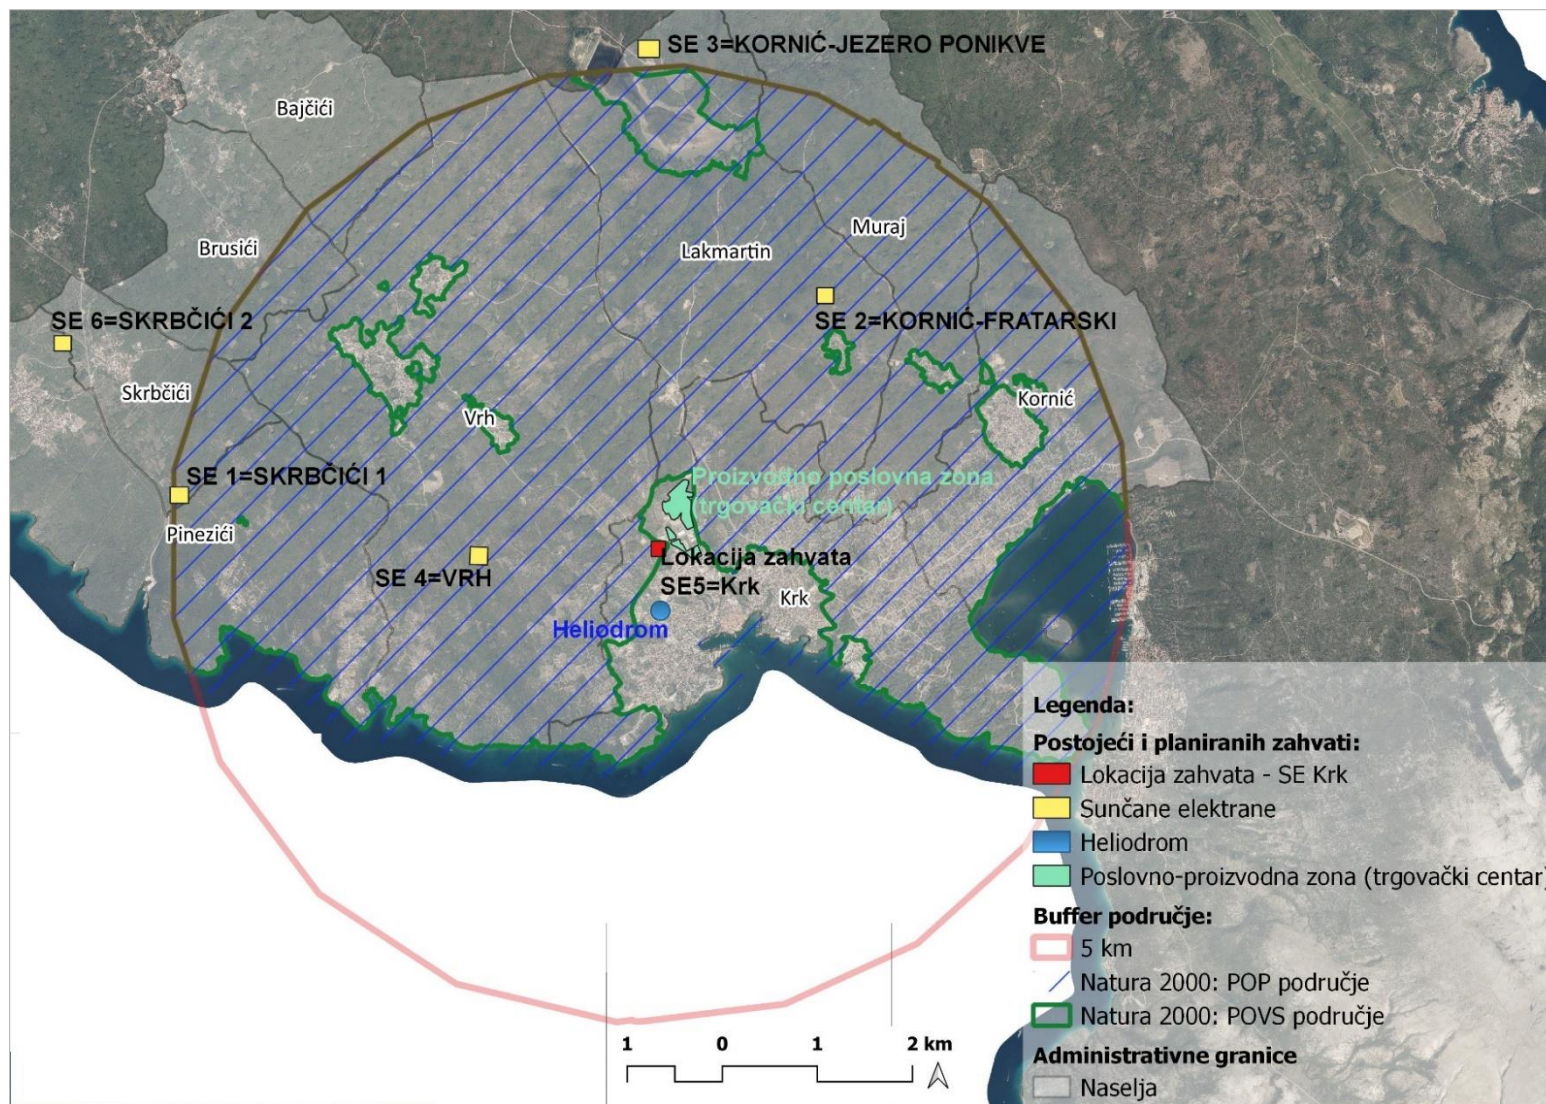 SE 3=KORNIĆ-JEZERO PONIKVE
Bajčići
Muraj
Brusići
Lakmartin
SE 6=SKRBČIĆI 2
SE 2=KORNIĆ-FRATARSKI
Skrbčići
Kornić
Vrh
SE 1=SKRBČIĆI 1
Proizvodno poslovna zona
(trgovački centar)
Pinezići
Lokacija zahvata
SE5=Krk
SE 4=VRH
Krk
Heliodrom
Legenda:
Postojeći i planiranih zahvati:
Lokacija zahvata - SE Krk
Sunčane elektrane
Heliodrom
Poslovno-proizvodna zona (trgovački centar)
Buffer područje:
5 km
Natura 2000: POP područje
Natura 2000: POVS područje
Administrativne granice
Naselja
1 0 1 2 km